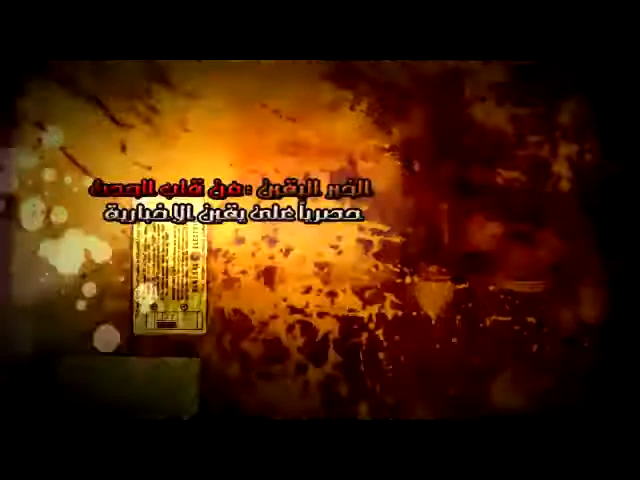 الخبر اليقين : من قلب الحدث
حصرياً على يقين الإخبارية